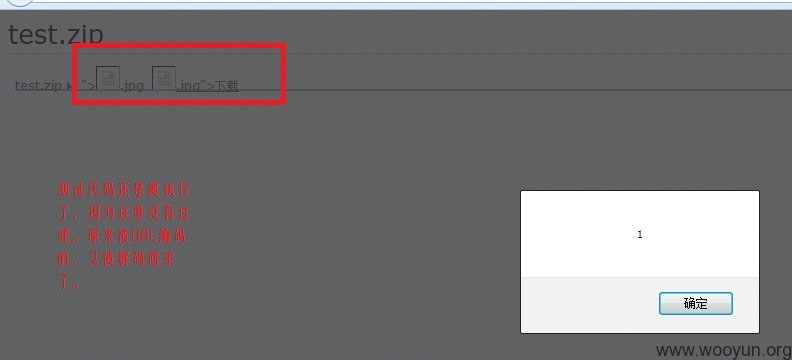 test.zip
test.zip ▸ ">.jpg .jpg">下载
测试代码还是被执行
了，因为这里没有过
滤。原来被URL编码
的，又被解码回来
了。
1
确定
www.wooyun.org